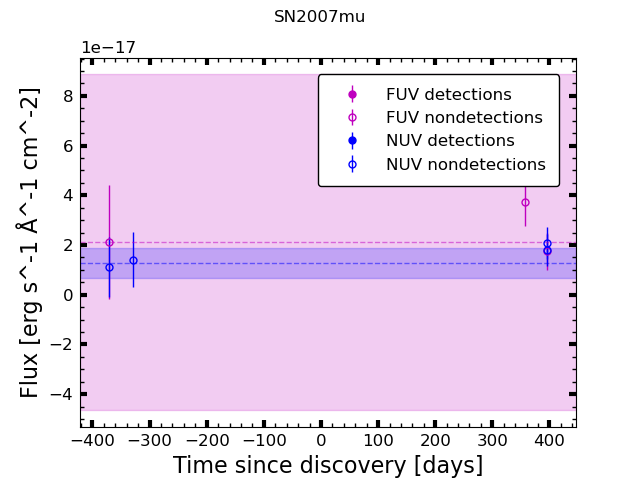 SN2007mu
1e−17
FUV detections
FUV nondetections
NUV detections
NUV nondetections
8
6
4
2
0
−2
−4
Flux [erg s^-1 Å^-1 cm^-2]
−400 −300 −200 −100 0 100 200 300 400
Time since discovery [days]